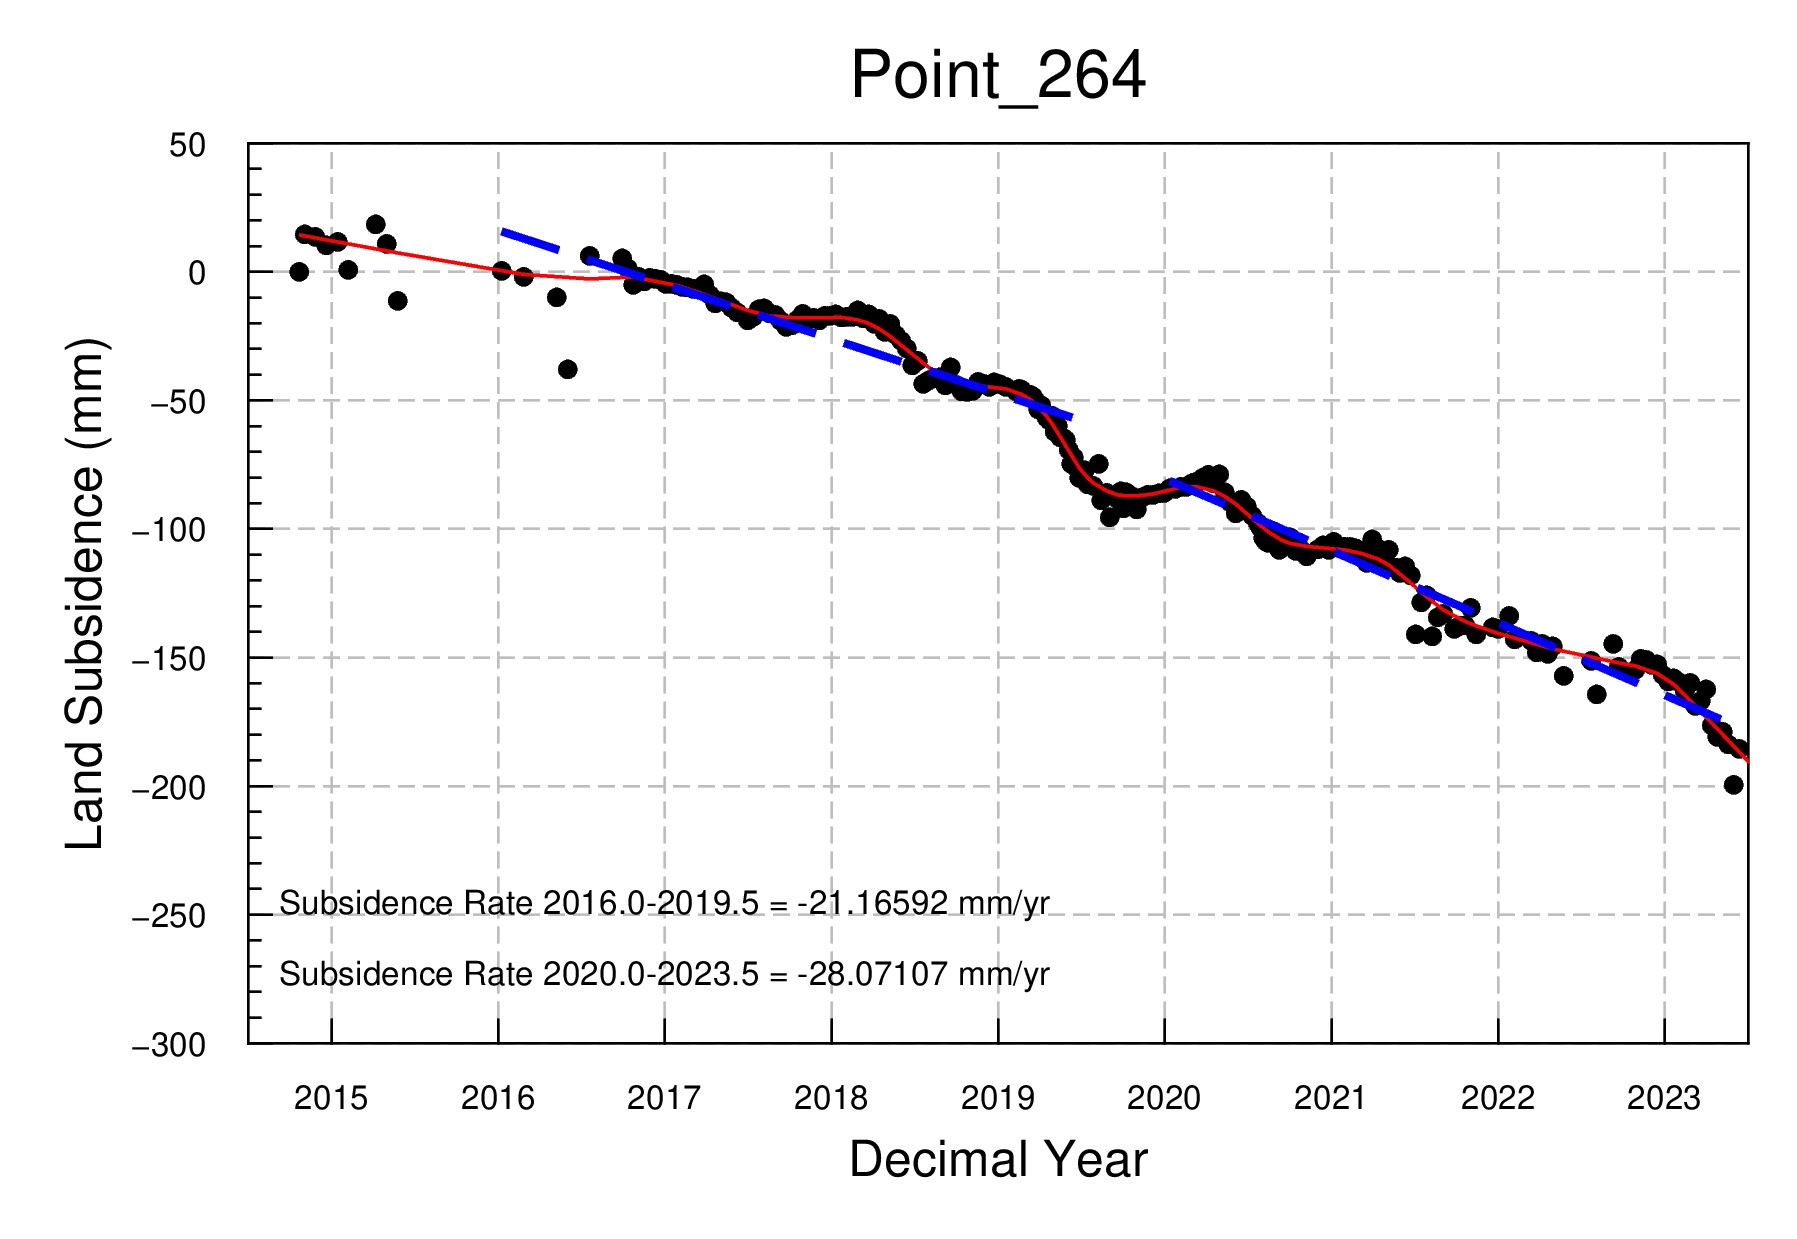 Point_264
50
0
−50
−100
−150
−200
−250
−300
Land Subsidence (mm)
Subsidence Rate 2016.0-2019.5 = -21.16592 mm/yr
Subsidence Rate 2020.0-2023.5 = -28.07107 mm/yr
2015 2016 2017 2018 2019 2020 2021 2022 2023
Decimal Year